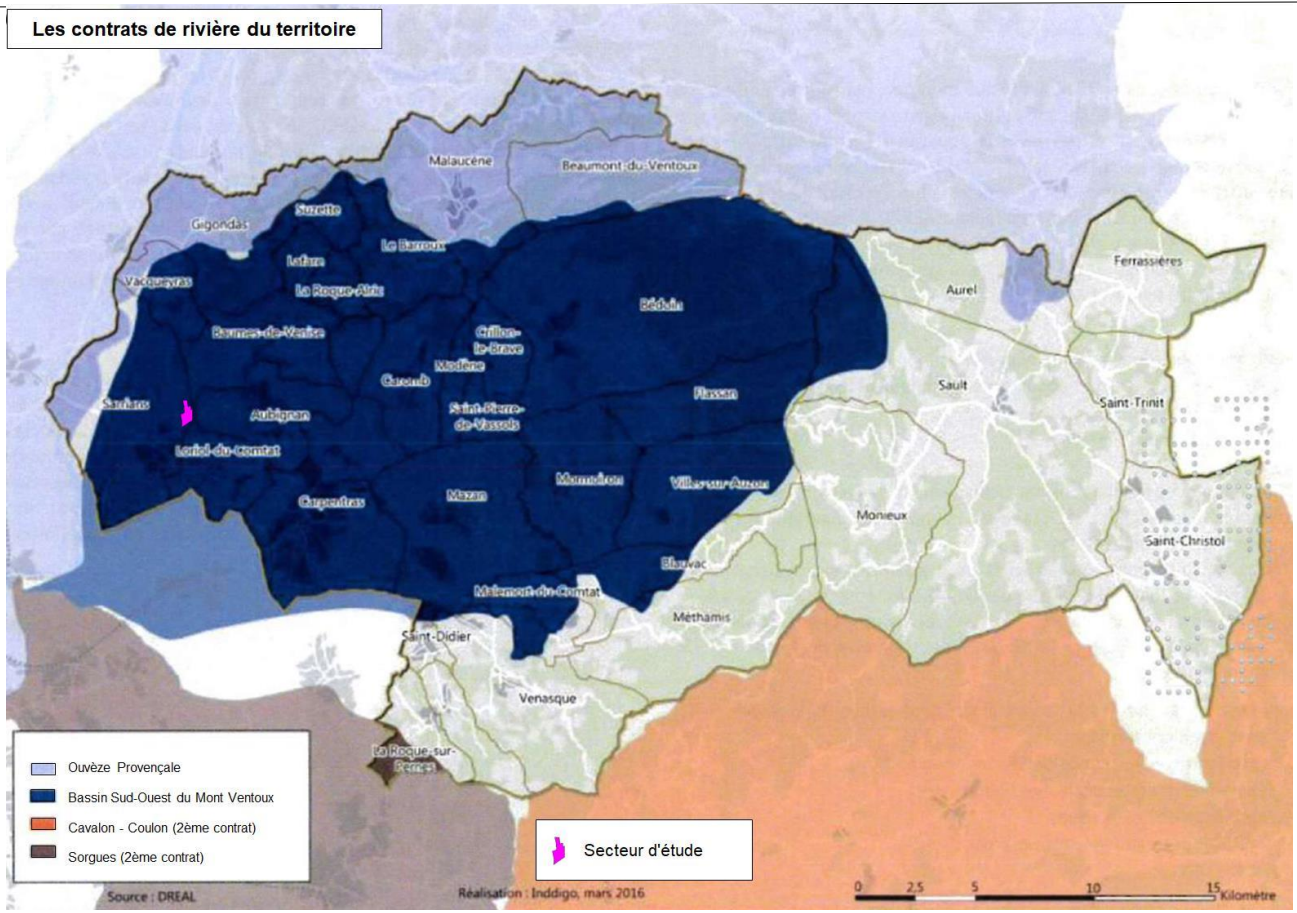 Les contrats de rivière du territoire
Malaucène
Beaumont-du-Ventoux
Suzette
Gigondas
Le Barroux
Lafare
Ferrassières
Vacqueyras
La Roque-Alric
Aurel
Béduin
Baumes-de-Venise
Crillon-
le-Brave
Modène
Caromb
Sault
Flassan
Saint-Trinit
Sarrians
Aubignan
Saint-Pierre-
de-Vassols
Loriol-du-Comtat
Mormoiron
Villes-sur-Auzon
Mazan
Carpentras
Monieux
Saint-Christol
Blauvac
Malemort-du-Comtat
Méthamis
Saint-Didier
Venasque
La Roque-sur-
Pernes
Ouvèze Provençale
Bassin Sud-Ouest du Mont Ventoux
Cavalon - Coulon (2ème contrat)
Sorgues (2ème contrat)
Secteur d'étude
Source : DREAL
Réalisation : Inddigo, mars 2016
0 2,5 5 10 15
Kilomètre